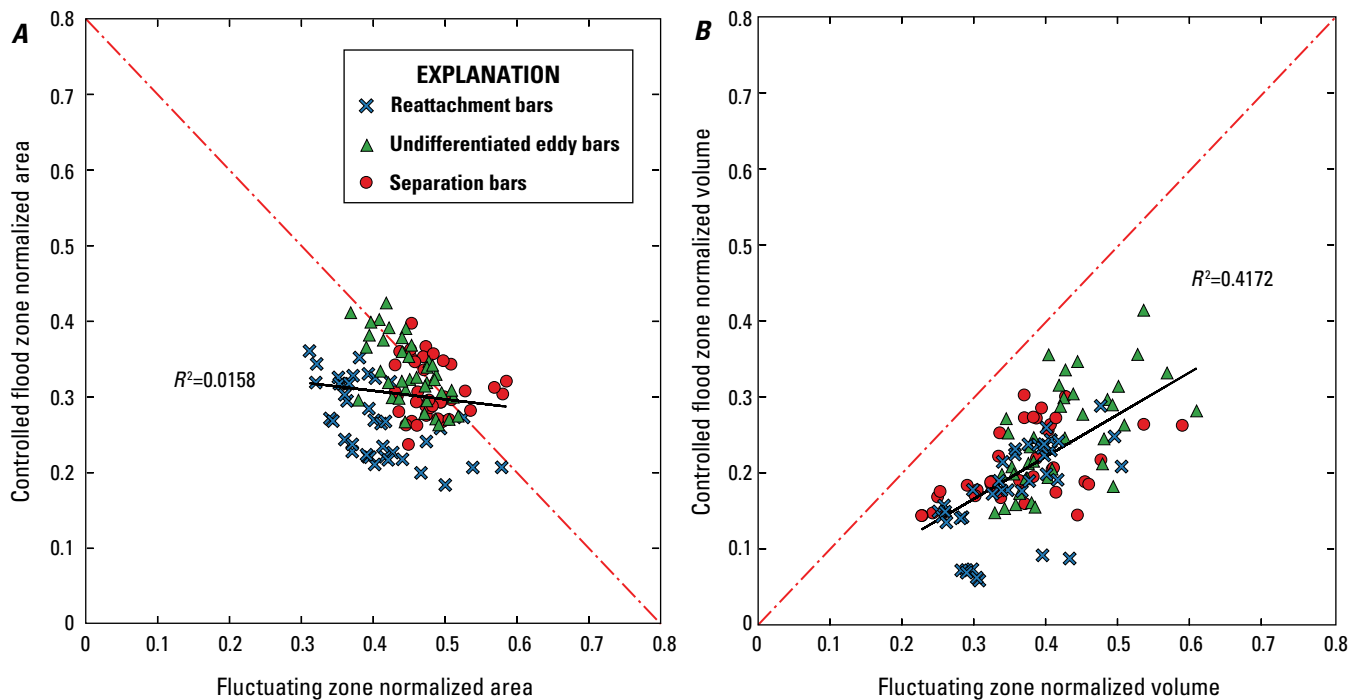 A
EXPLANATION
Reattachment bars
Undifferentiated eddy bars
Separation bars
R²=0.0158
Controlled flood zone normalized area
0.8
0.7
0.6
0.5
0.4
0.3
0.2
0.1
0
0 0.1 0.2 0.3 0.4 0.5 0.6 0.7 0.8
Fluctuating zone normalized area
B
R²=0.4172
Controlled flood zone normalized volume
0.8
0.7
0.6
0.5
0.4
0.3
0.2
0.1
0
0 0.1 0.2 0.3 0.4 0.5 0.6 0.7 0.8
Fluctuating zone normalized volume